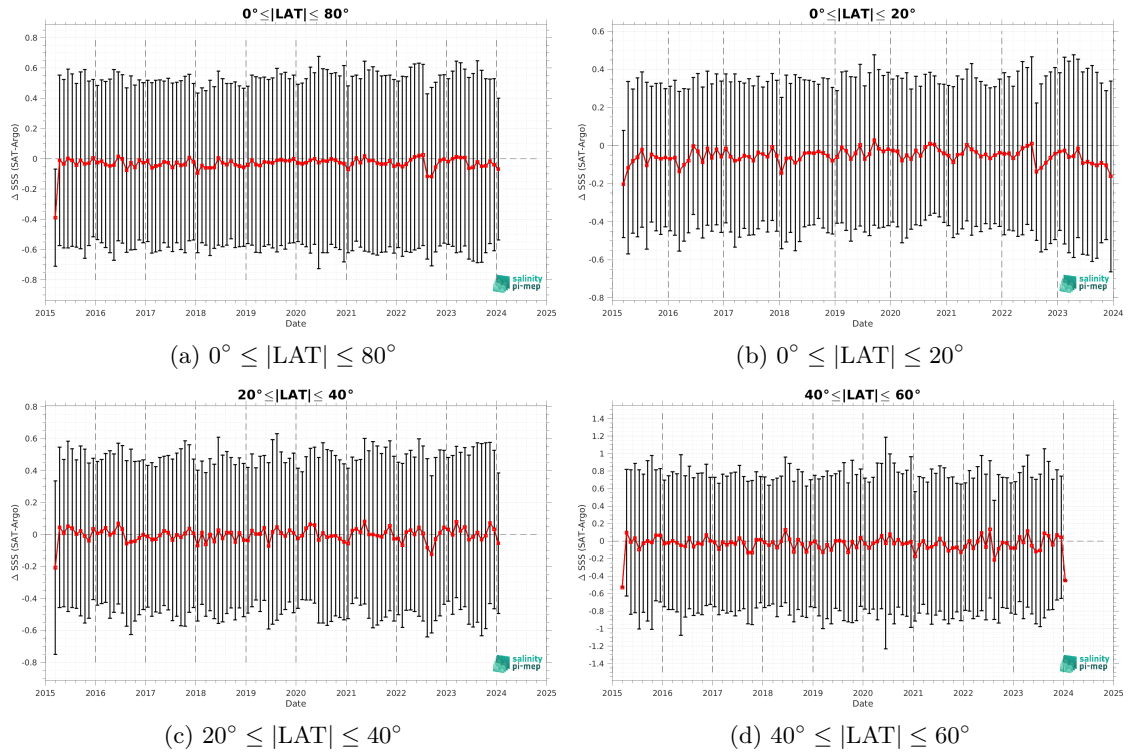 0°≤|LAT|≤ 80°
Δ SSS (SAT-Argo)
0.8
0.6
0.4
0.2
0
-0.2
-0.4
-0.6
-0.8
2015 2016 2017 2018 2019 2020 2021 2022 2023 2024 2025
Date
salinity
pi-mep
(a) 0° ≤ |LAT| ≤ 80°
0°≤|LAT|≤ 20°
Δ SSS (SAT-Argo)
0.6
0.4
0.2
0
-0.2
-0.4
-0.6
-0.8
2015 2016 2017 2018 2019 2020 2021 2022 2023 2024
Date
salinity
pi-mep
(b) 0° ≤ |LAT| ≤ 20°
20°≤|LAT|≤ 40°
Δ SSS (SAT-Argo)
0.8
0.6
0.4
0.2
0
-0.2
-0.4
-0.6
-0.8
2015 2016 2017 2018 2019 2020 2021 2022 2023 2024 2025
Date
salinity
pi-mep
(c) 20° ≤ |LAT| ≤ 40°
40°≤|LAT|≤ 60°
Δ SSS (SAT-Argo)
1.4
1.2
1
0.8
0.6
0.4
0.2
0
-0.2
-0.4
-0.6
-0.8
-1
-1.2
-1.4
2015 2016 2017 2018 2019 2020 2021 2022 2023 2024 2025
Date
salinity
pi-mep
(d) 40° ≤ |LAT| ≤ 60°